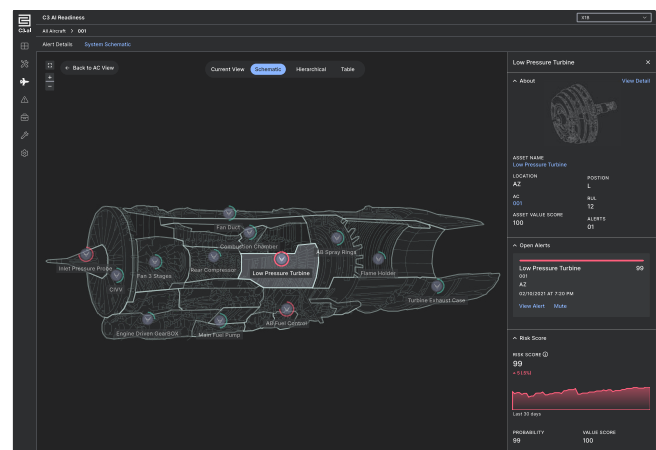 C3.ai
C3 AI Readiness
X1B
All Aircraft > 001
Alert Details System Schematic
← Back to AC View
Current View Schematic Hierarchical Table
Fan Duct
Combustion Chamber
AB Spray Rings
Inlet Pressure Probe
CIVV
Fan 3 Stages
Rear Compressor
Low Pressure Turbine
Flame Holder
Turbine Exhaust Case
Engine Driven GearBOX
Main Fuel Pump
AB Fuel Control
Low Pressure Turbine
About View Detail
ASSET NAME
Low Pressure Turbine
LOCATION POSTION
AZ L
AC RUL
001 12
ASSET VALUE SCORE ALERTS
100 01
Open Alerts
Low Pressure Turbine 99
001
AZ
02/10/2021 AT 7:20 PM
View Alert Mute
Risk Score
RISK SCORE
99
Last 30 days
PROBABILITY VALUE SCORE
99 100